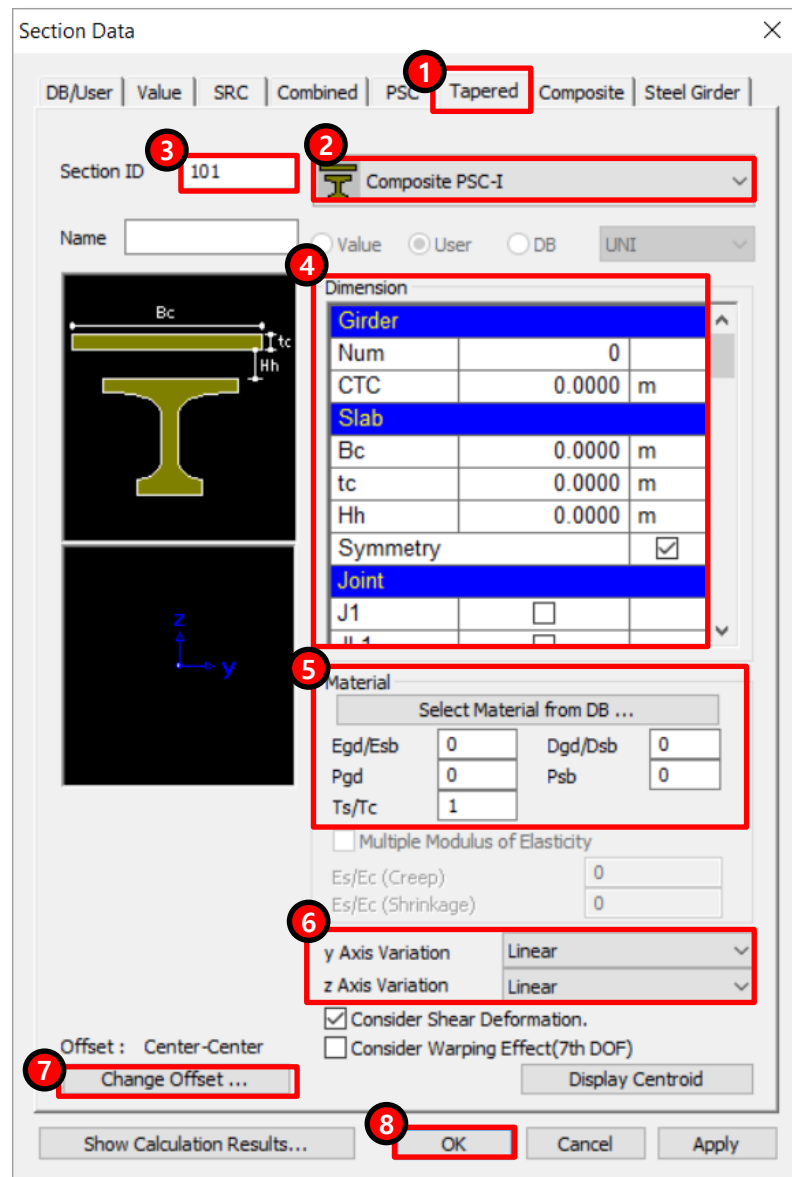 Section Data
1
DB/User Value SRC Combined PSC Tapered Composite Steel Girder
3
2
Section ID 101 Composite PSC-I
Name Value User DB UNI
4
Dimension
Bc
tc
Hh
Girder
Num 0
CTC 0.0000 m
Slab
Bc 0.0000 m
tc 0.0000 m
Hh 0.0000 m
Symmetry
Joint
J1
JL1
z
y
5
Material
Select Material from DB ...
Egd/Esb 0 Dgd/Dsb 0
Pgd 0 Psb 0
Ts/Tc 1
Multiple Modulus of Elasticity
Es/Ec (Creep) 0
Es/Ec (Shrinkage) 0
6
y Axis Variation Linear
z Axis Variation Linear
Consider Shear Deformation.
Offset : Center-Center Consider Warping Effect(7th DOF)
7
Change Offset ... Display Centroid
8
Show Calculation Results... OK Cancel Apply